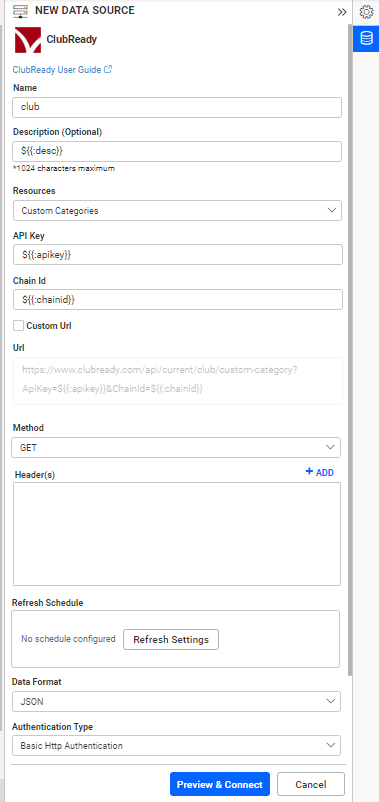 NEW DATA SOURCE
ClubReady
ClubReady User Guide
Name
club
Description (Optional)
${{:desc}}
*1024 characters maximum
Resources
Custom Categories
API Key
${{:apikey}}
Chain Id
${{:chainid}}
Custom Url
Url
https://www.clubready.com/api/current/club/custom-category?
ApiKey=${{:apikey}}&ChainId=${{:chainid}}
Method
GET
Header(s)
+ ADD
Refresh Schedule
No schedule configured
Refresh Settings
Data Format
JSON
Authentication Type
Basic Http Authentication
Preview & Connect
Cancel